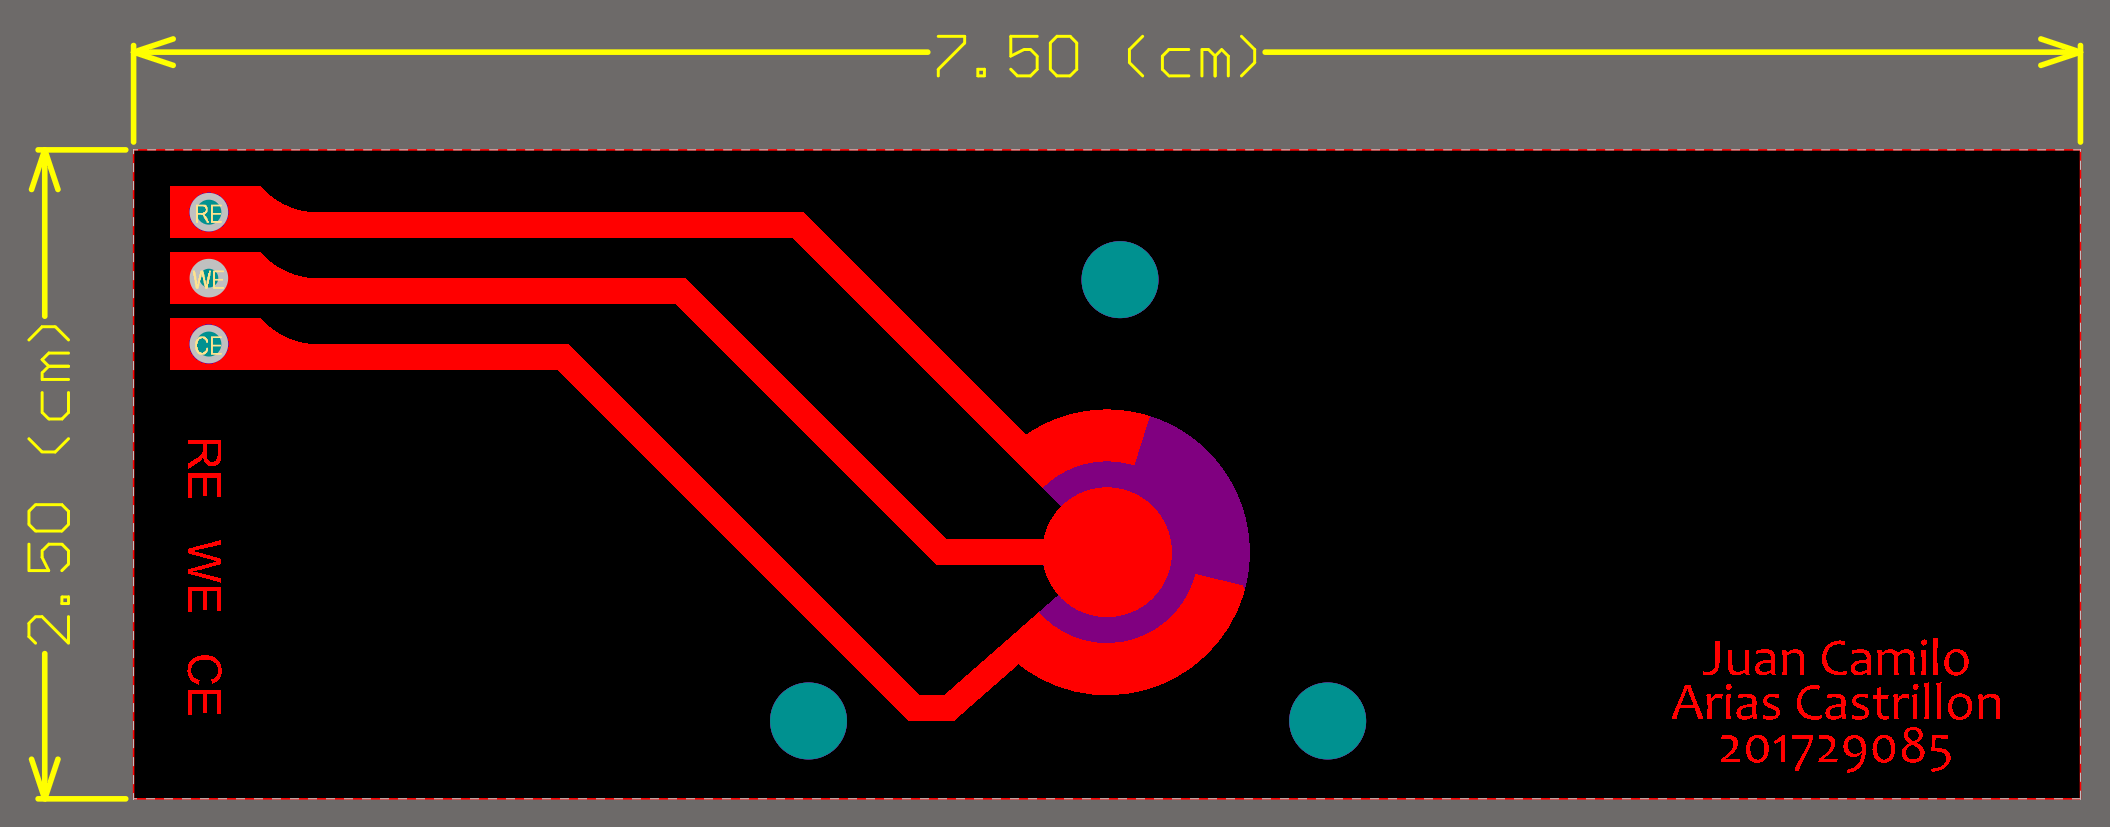 7.50 (cm)
2.50 (cm)
RE
WE
CE
RE WE CE
Juan Camilo
Arias Castrillon
201729085